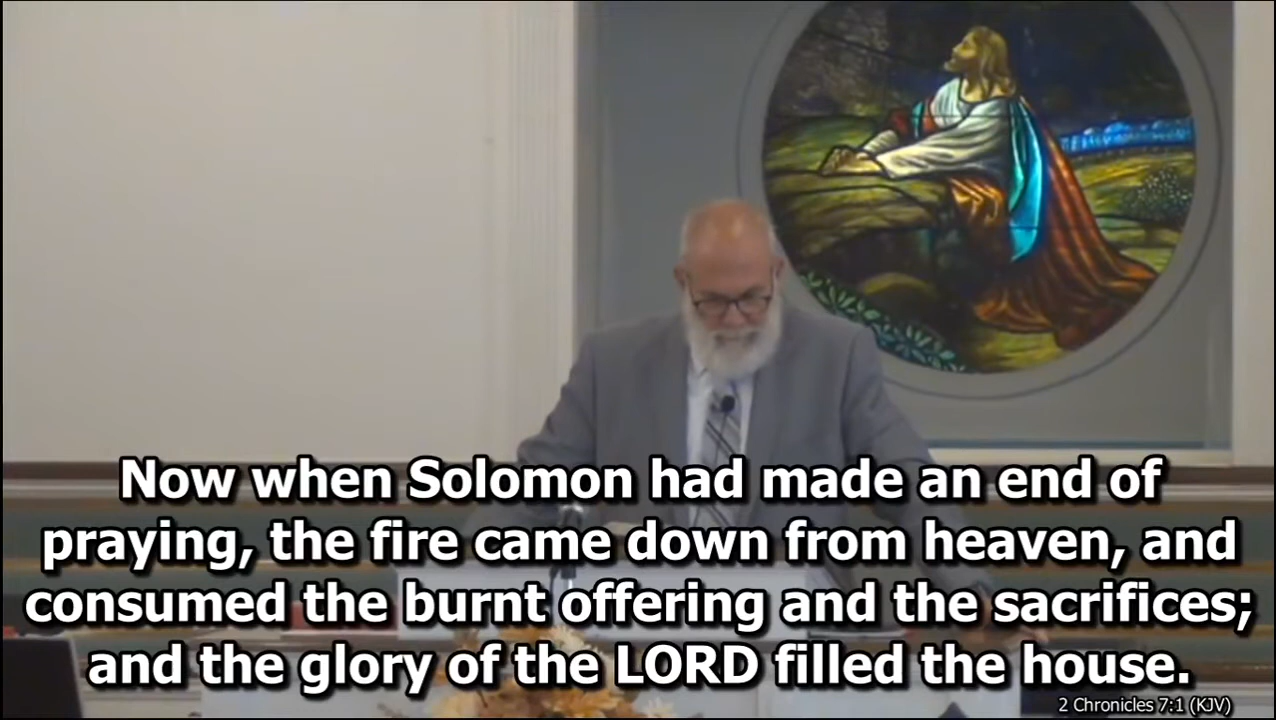 Now when Solomon had made an end of
praying, the fire came down from heaven, and
consumed the burnt offering and the sacrifices;
and the glory of the LORD filled the house.
2 Chronicles 7:1 (KJV)